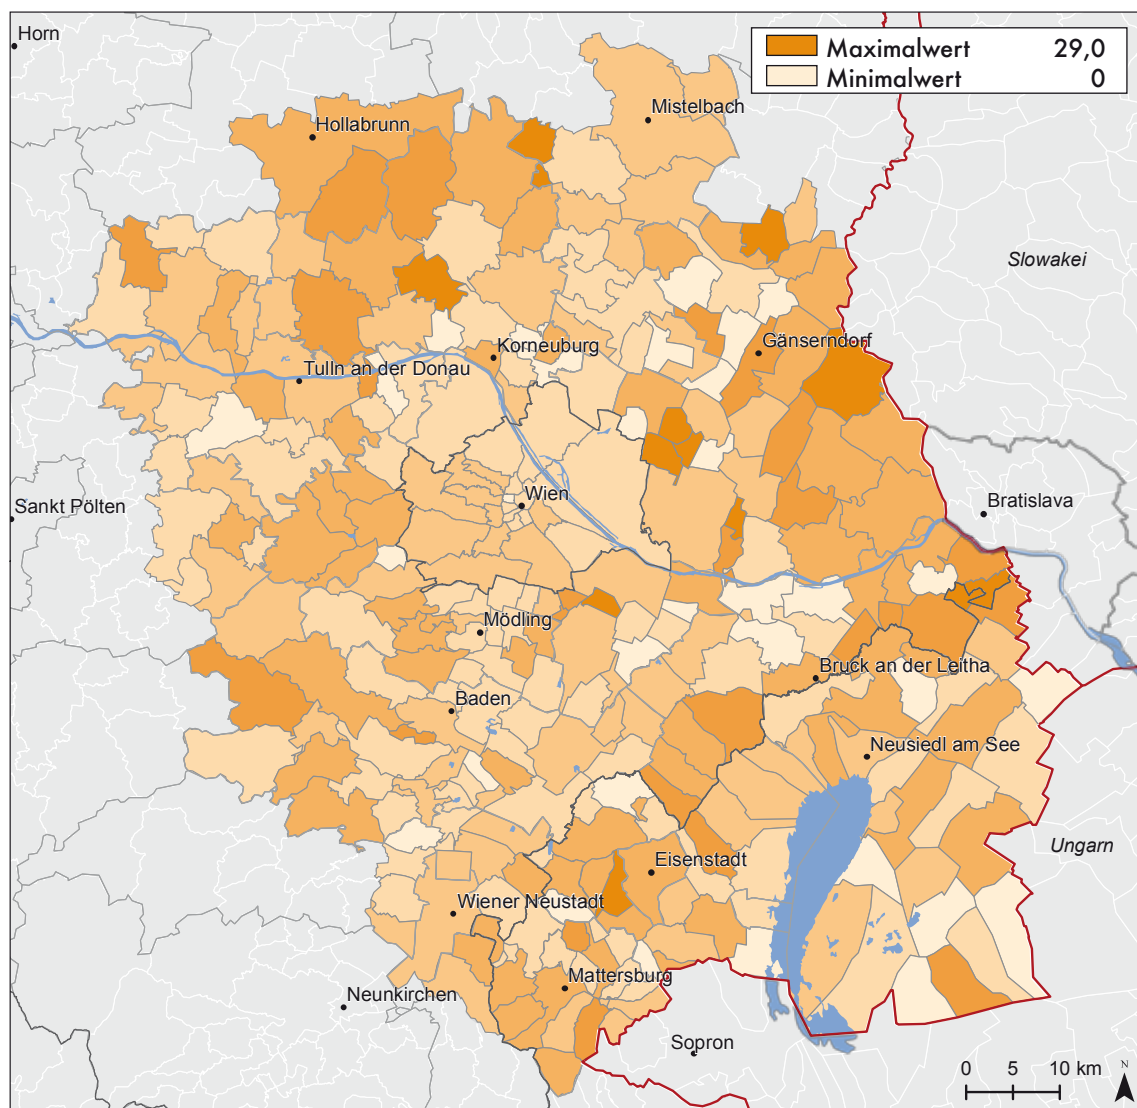 Horn
Maximalwert 29,0
Minimalwert 0
Mistelbach
Hollabrunn
Slowakei
Korneuburg
Gänserndorf
Tulln an der Donau
Sankt Pölten
Wien
Bratislava
Mödling
Bruck an der Leitha
Baden
Neusiedl am See
Ungarn
Eisenstadt
Wiener Neustadt
Mattersburg
Neunkirchen
Sopron
N
0 5 10 km